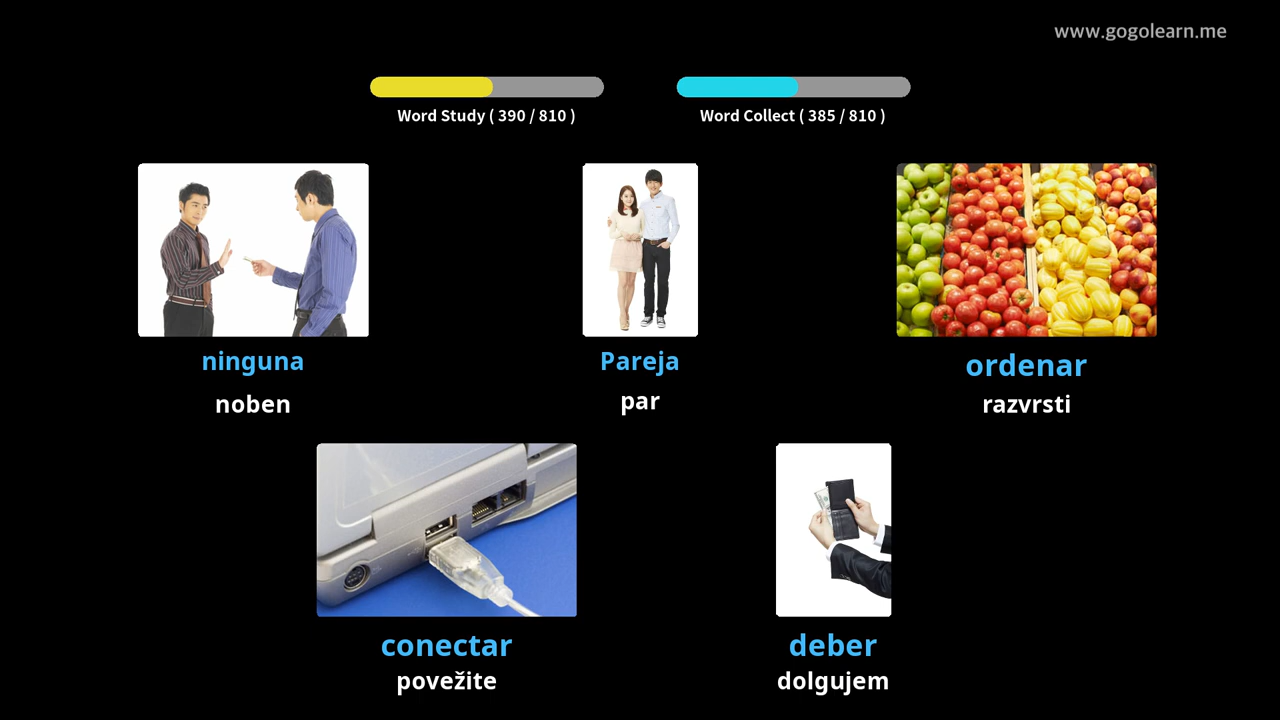 www.gogolearn.me
Word Study ( 390 / 810 )
Word Collect ( 385 / 810 )
ninguna
noben
Pareja
par
ordenar
razvrsti
conectar
povežite
deber
dolgujem